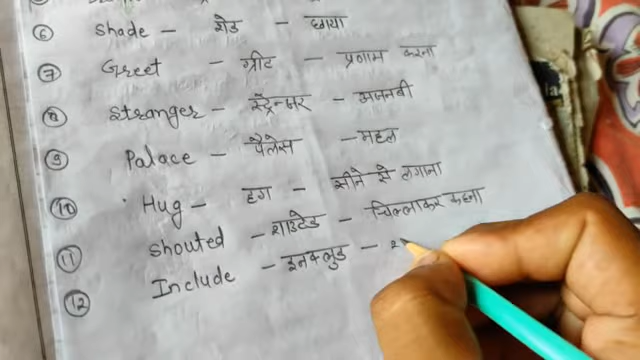 6 Shade - शेड - छाया
7 Greet - ग्रीट - प्रणाम करना
8 Stranger - स्ट्रेन्जर - अजनबी
9 Palace - पैलेस - महल
10 Hug - हग - सीने से लगाना
11 Shouted - शाउटेड - चिल्लाकर कहना
12 Include - इनक्लुड -